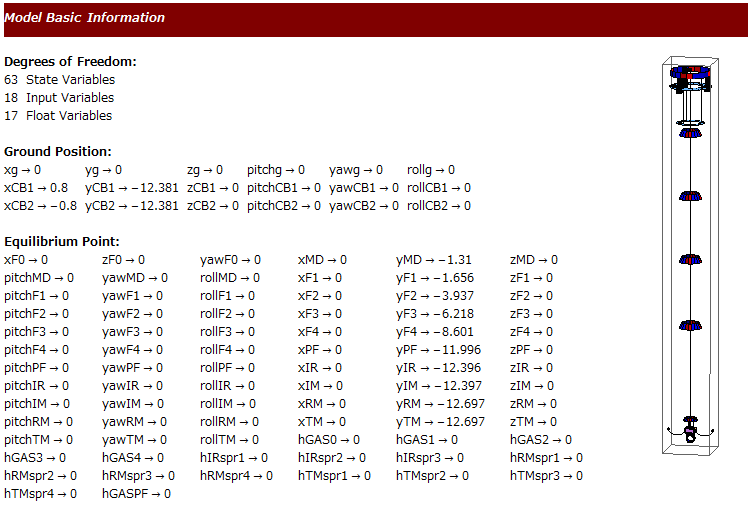 Model Basic Information
Degrees of Freedom:
63 State Variables
18 Input Variables
17 Float Variables
Ground Position:
xg → 0 yg → 0 zg → 0 pitchg → 0 yawg → 0 rollg → 0
xCB1 → 0.8 yCB1 → −12.381 zCB1 → 0 pitchCB1 → 0 yawCB1 → 0 rollCB1 → 0
xCB2 → −0.8 yCB2 → −12.381 zCB2 → 0 pitchCB2 → 0 yawCB2 → 0 rollCB2 → 0
Equilibrium Point:
xF0 → 0 zF0 → 0 yawF0 → 0 xMD → 0 yMD → −1.31 zMD → 0
pitchMD → 0 yawMD → 0 rollMD → 0 xF1 → 0 yF1 → −1.656 zF1 → 0
pitchF1 → 0 yawF1 → 0 rollF1 → 0 xF2 → 0 yF2 → −3.937 zF2 → 0
pitchF2 → 0 yawF2 → 0 rollF2 → 0 xF3 → 0 yF3 → −6.218 zF3 → 0
pitchF3 → 0 yawF3 → 0 rollF3 → 0 xF4 → 0 yF4 → −8.601 zF4 → 0
pitchF4 → 0 yawF4 → 0 rollF4 → 0 xPF → 0 yPF → −11.996 zPF → 0
pitchPF → 0 yawPF → 0 rollPF → 0 xIR → 0 yIR → −12.396 zIR → 0
pitchIR → 0 yawIR → 0 rollIR → 0 xIM → 0 yIM → −12.397 zIM → 0
pitchIM → 0 yawIM → 0 rollIM → 0 xRM → 0 yRM → −12.697 zRM → 0
pitchRM → 0 yawRM → 0 rollRM → 0 xTM → 0 yTM → −12.697 zTM → 0
pitchTM → 0 yawTM → 0 rollTM → 0 hGAS0 → 0 hGAS1 → 0 hGAS2 → 0
hGAS3 → 0 hGAS4 → 0 hIRspr1 → 0 hIRspr2 → 0 hIRspr3 → 0 hRMspr1 → 0
hRMspr2 → 0 hRMspr3 → 0 hRMspr4 → 0 hTMspr1 → 0 hTMspr2 → 0 hTMspr3 → 0
hTMspr4 → 0 hGASPF → 0